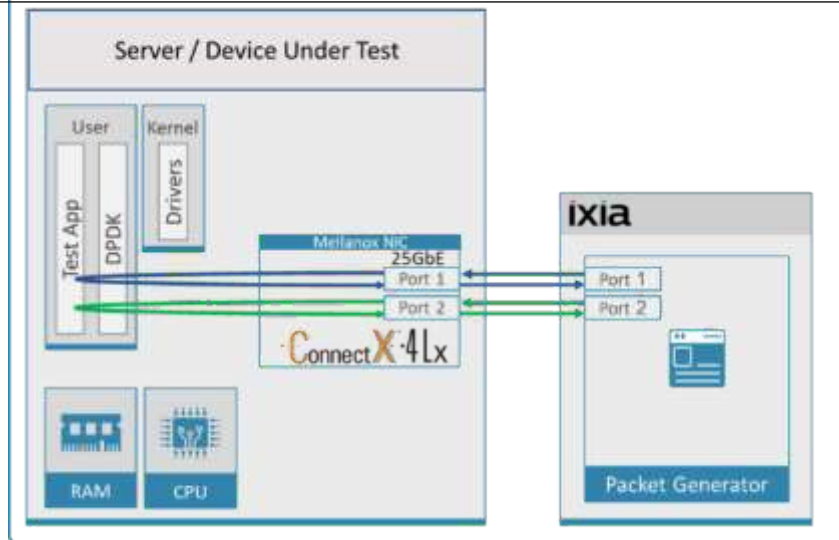 Server / Device Under Test
User
Kernel
Test App
DPDK
Drivers
Mellanox NIC
25GbE
Port 1
Port 2
ConnectX-4Lx
RAM
CPU
ixia
Port 1
Port 2
Packet Generator